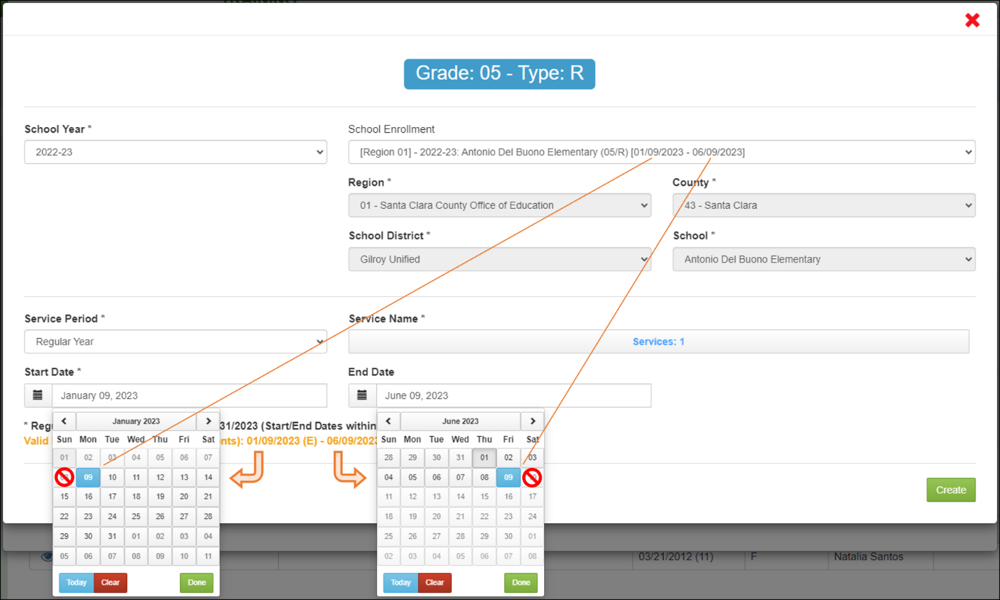 TRAINING
Grade: 05 - Type: R
School Year *
School Enrollment
2022-23
[Region 01] - 2022-23: Antonio Del Buono Elementary (05/R) [01/09/2023 - 06/09/2023]
Region *
County *
01 - Santa Clara County Office of Education
43 - Santa Clara
School District *
School *
Gilroy Unified
Antonio Del Buono Elementary
Service Period *
Service Name *
Regular Year
Services: 1
Start Date *
End Date
January 09, 2023
June 09, 2023
* Regu
31/2023 (Start/End Dates within
Valid
nts): 01/09/2023 (E) - 06/09/2023
January 2023
Sun Mon Tue Wed Thu Fri Sat
01 02 03 04 05 06 07
09 10 11 12 13 14
15 16 17 18 19 20 21
22 23 24 25 26 27 28
29 30 31 01 02 03 04
05 06 07 08 09 10 11
Today Clear Done
June 2023
Sun Mon Tue Wed Thu Fri Sat
28 29 30 31 01 02 03
04 05 06 07 08 09
11 12 13 14 15 16 17
18 19 20 21 22 23 24
25 26 27 28 29 30 01
02 03 04 05 06 07 08
Today Clear Done
Create
03/21/2012 (11) F Natalia Santos